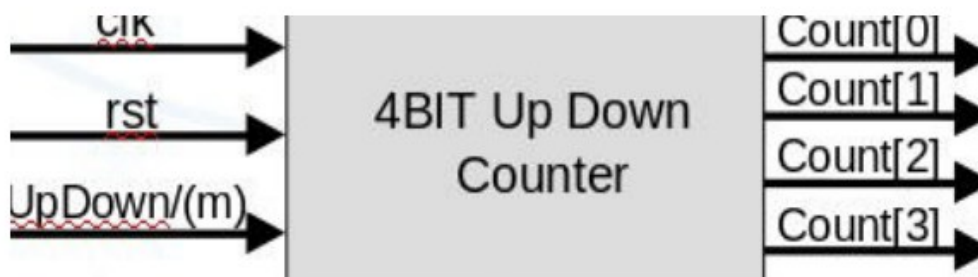 clk
rst
UpDown/(m)
4BIT Up Down
Counter
Count[0]
Count[1]
Count[2]
Count[3]